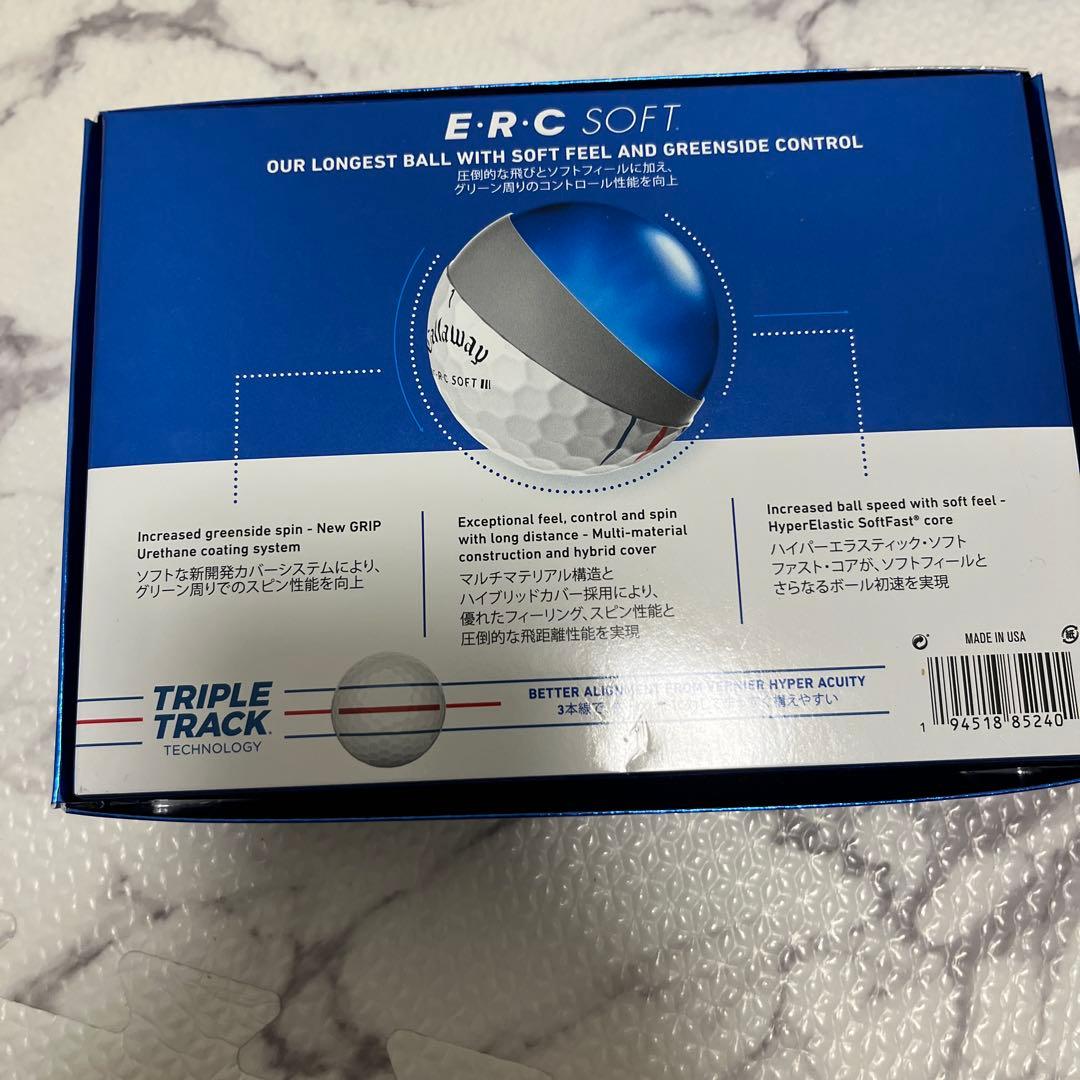 E·R·C SOFT.
OUR LONGEST BALL WITH SOFT FEEL AND GREENSIDE CONTROL
圧倒的な飛びとソフトフィールに加え、
グリーン周りのコントロール性能を向上
1
Callaway
E·R·C SOFT
Increased greenside spin - New GRIP
Urethane coating system
ソフトな新開発カバーシステムにより、
グリーン周りでのスピン性能を向上
Exceptional feel, control and spin
with long distance - Multi-material
construction and hybrid cover
マルチマテリアル構造と
ハイブリッドカバー採用により、
優れたフィーリング、スピン性能と
圧倒的な飛距離性能を実現
Increased ball speed with soft feel -
HyperElastic SoftFast® core
ハイパーエラスティック・ソフト
ファスト・コアが、ソフトフィールと
さらなるボール初速を実現
MADE IN USA
紙
TRIPLE
TRACK
TECHNOLOGY
BETTER ALIGNMENT FROM VERNIER HYPER ACUITY
3本線で 構えやすい
1 94518 85240